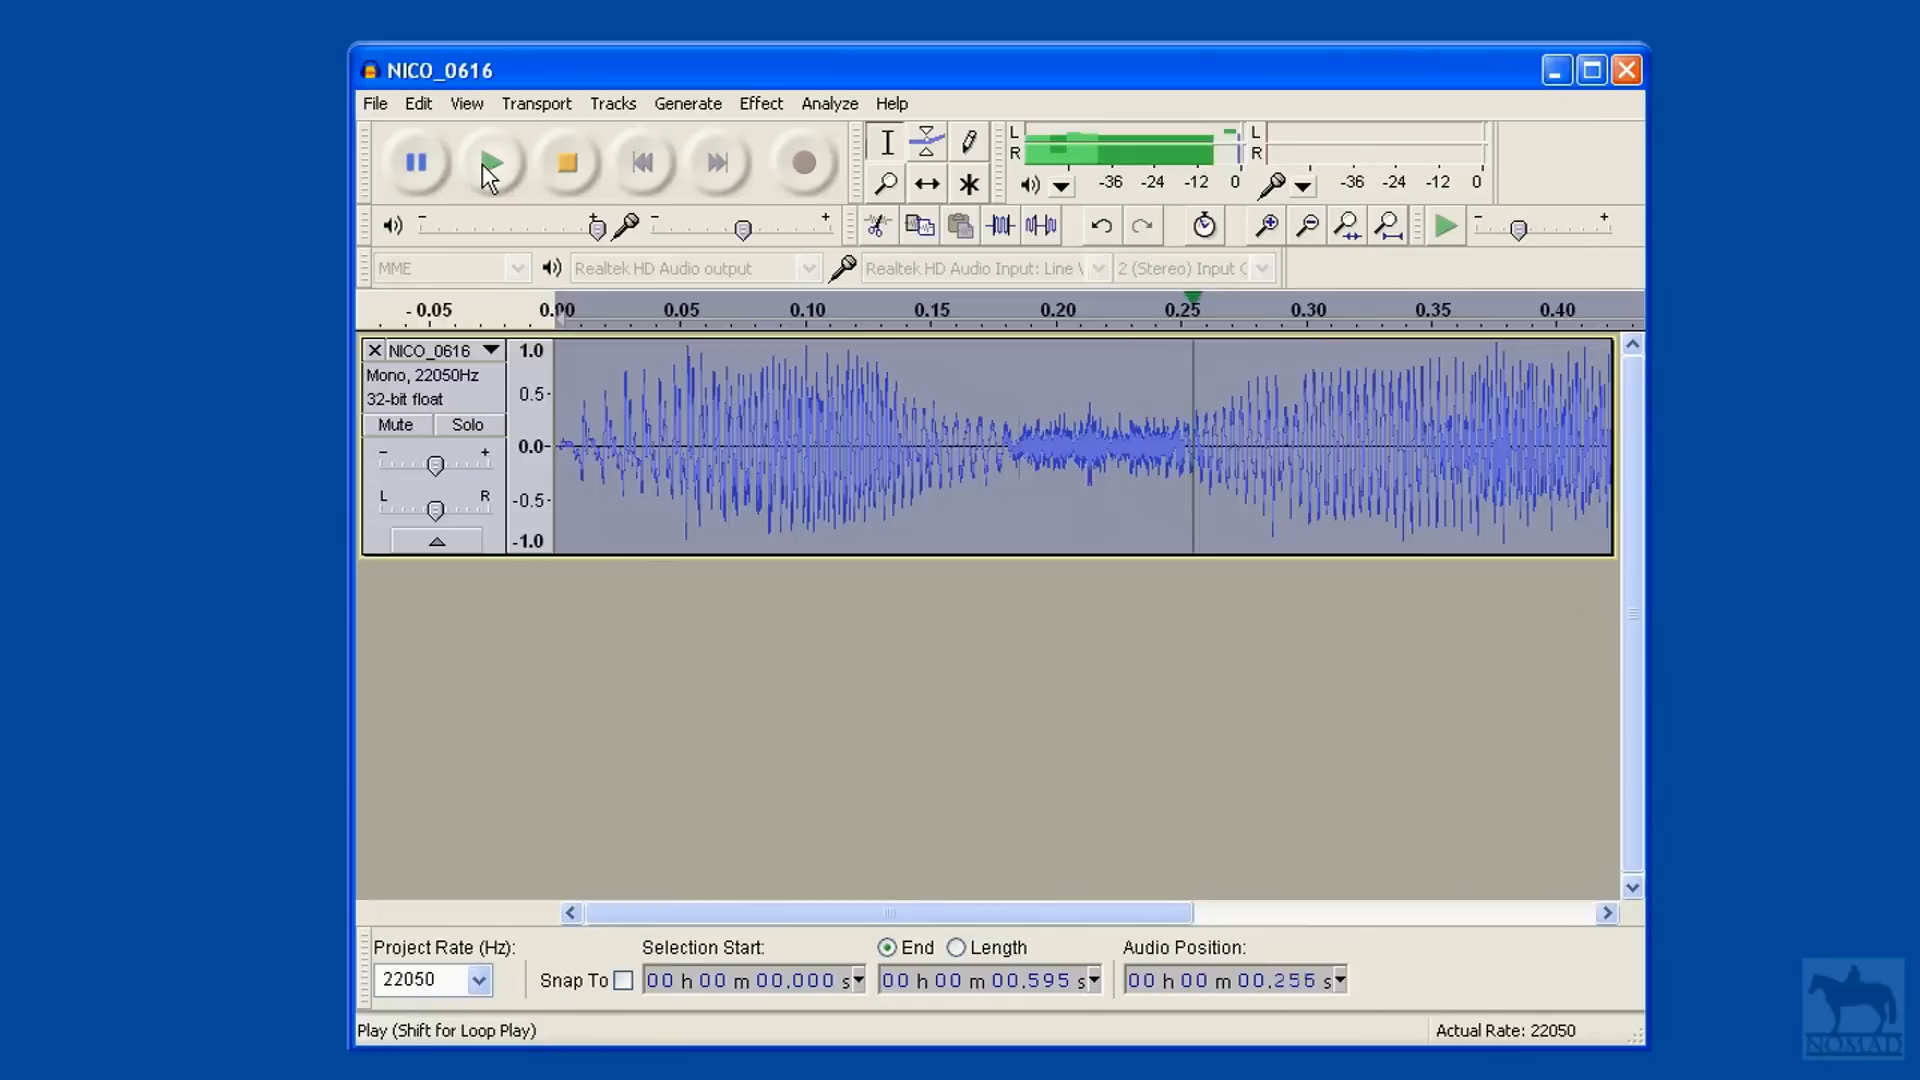 NICO_0616
File Edit View Transport Tracks Generate Effect Analyze Help
L
R
-36 -24 -12 0
L
R
-36 -24 -12 0
MME
Realtek HD Audio output
Realtek HD Audio Input: Line
2 (Stereo) Input C
- 0.05 0.00 0.05 0.10 0.15 0.20 0.25 0.30 0.35 0.40
NICO_0616
Mono, 22050Hz
32-bit float
Mute Solo
- +
L R
1.0
0.5-
0.0-
-0.5-
-1.0
Project Rate (Hz):
22050
Snap To
Selection Start:
00 h 00 m 00.000 s
End Length
00 h 00 m 00.595 s
Audio Position:
00 h 00 m 00.256 s
Play (Shift for Loop Play)
Actual Rate: 22050
NOMAD